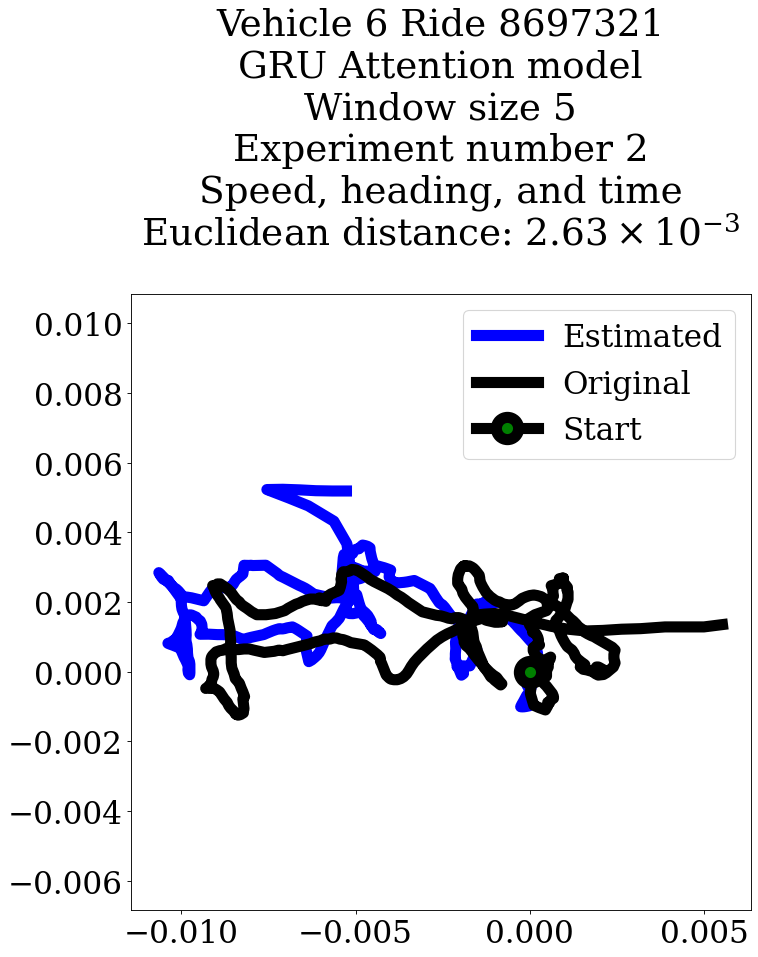 Vehicle 6 Ride 8697321
GRU Attention model
Window size 5
Experiment number 2
Speed, heading, and time
Euclidean distance: 2.63 × 10⁻³
Estimated
Original
Start
0.010
0.008
0.006
0.004
0.002
0.000
−0.002
−0.004
−0.006
−0.010
−0.005
0.000
0.005